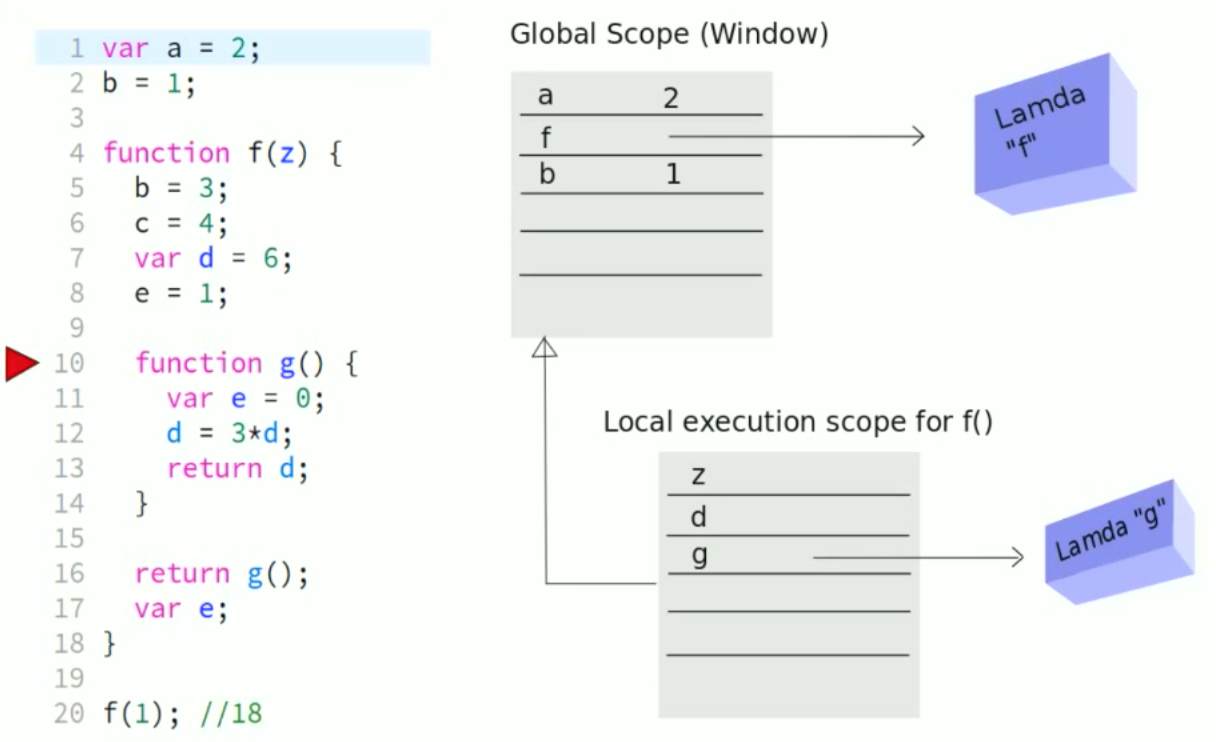 1 var a = 2;
2 b = 1;
3
4 function f(z) {
5   b = 3;
6   c = 4;
7   var d = 6;
8   e = 1;
9
10   function g() {
11     var e = 0;
12     d = 3*d;
13     return d;
14   }
15
16   return g();
17   var e;
18 }
19
20 f(1); //18
Global Scope (Window)
a 2
f
b 1
Lamda
"f"
Local execution scope for f()
z
d
g
Lamda "g"